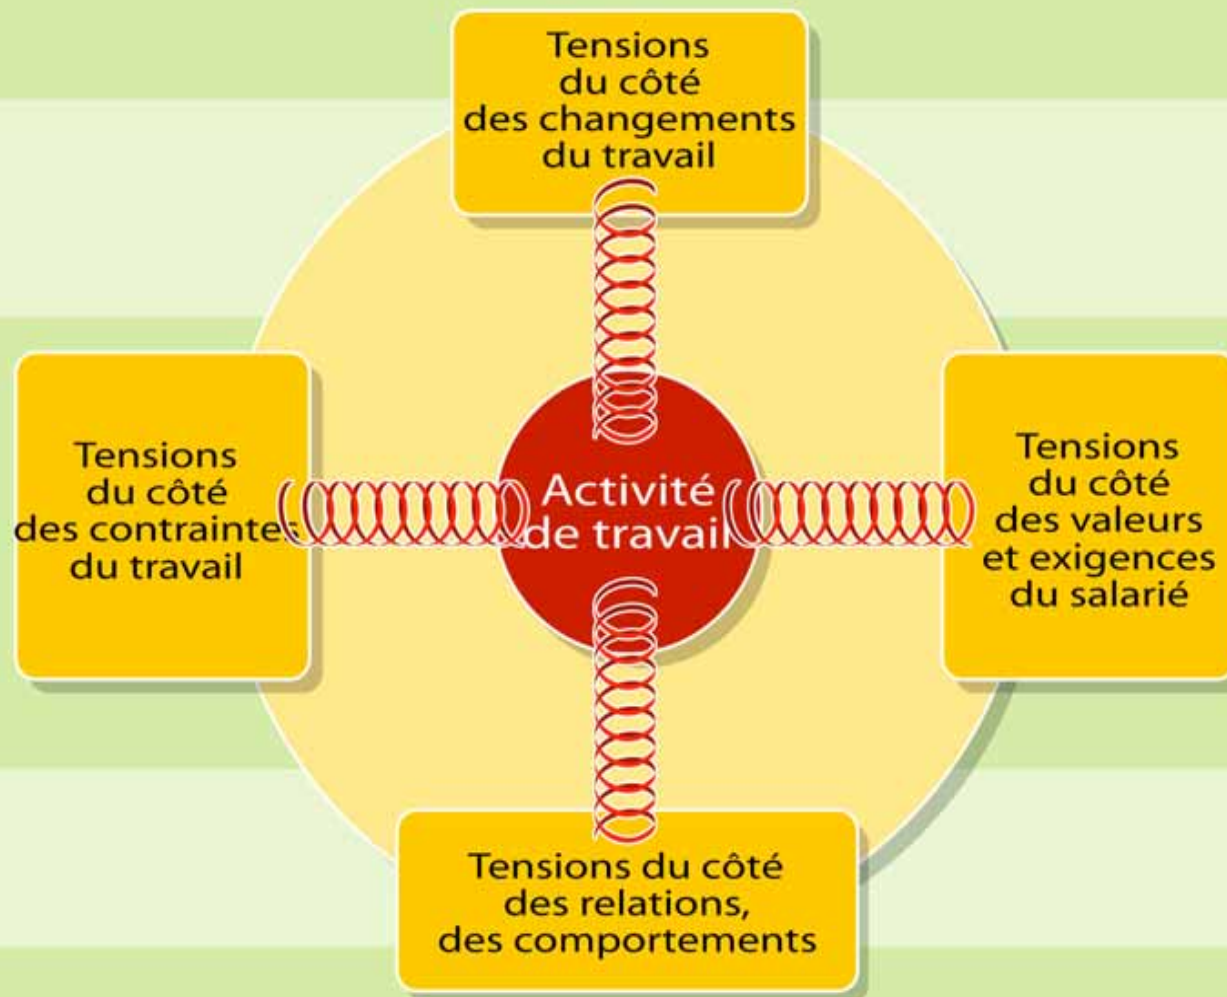 Tensions
du côté
des changements
du travail
Tensions
du côté
des contraintes
du travail
Activité
de travail
Tensions
du côté
des valeurs
et exigences
du salarié
Tensions du côté
des relations,
des comportements